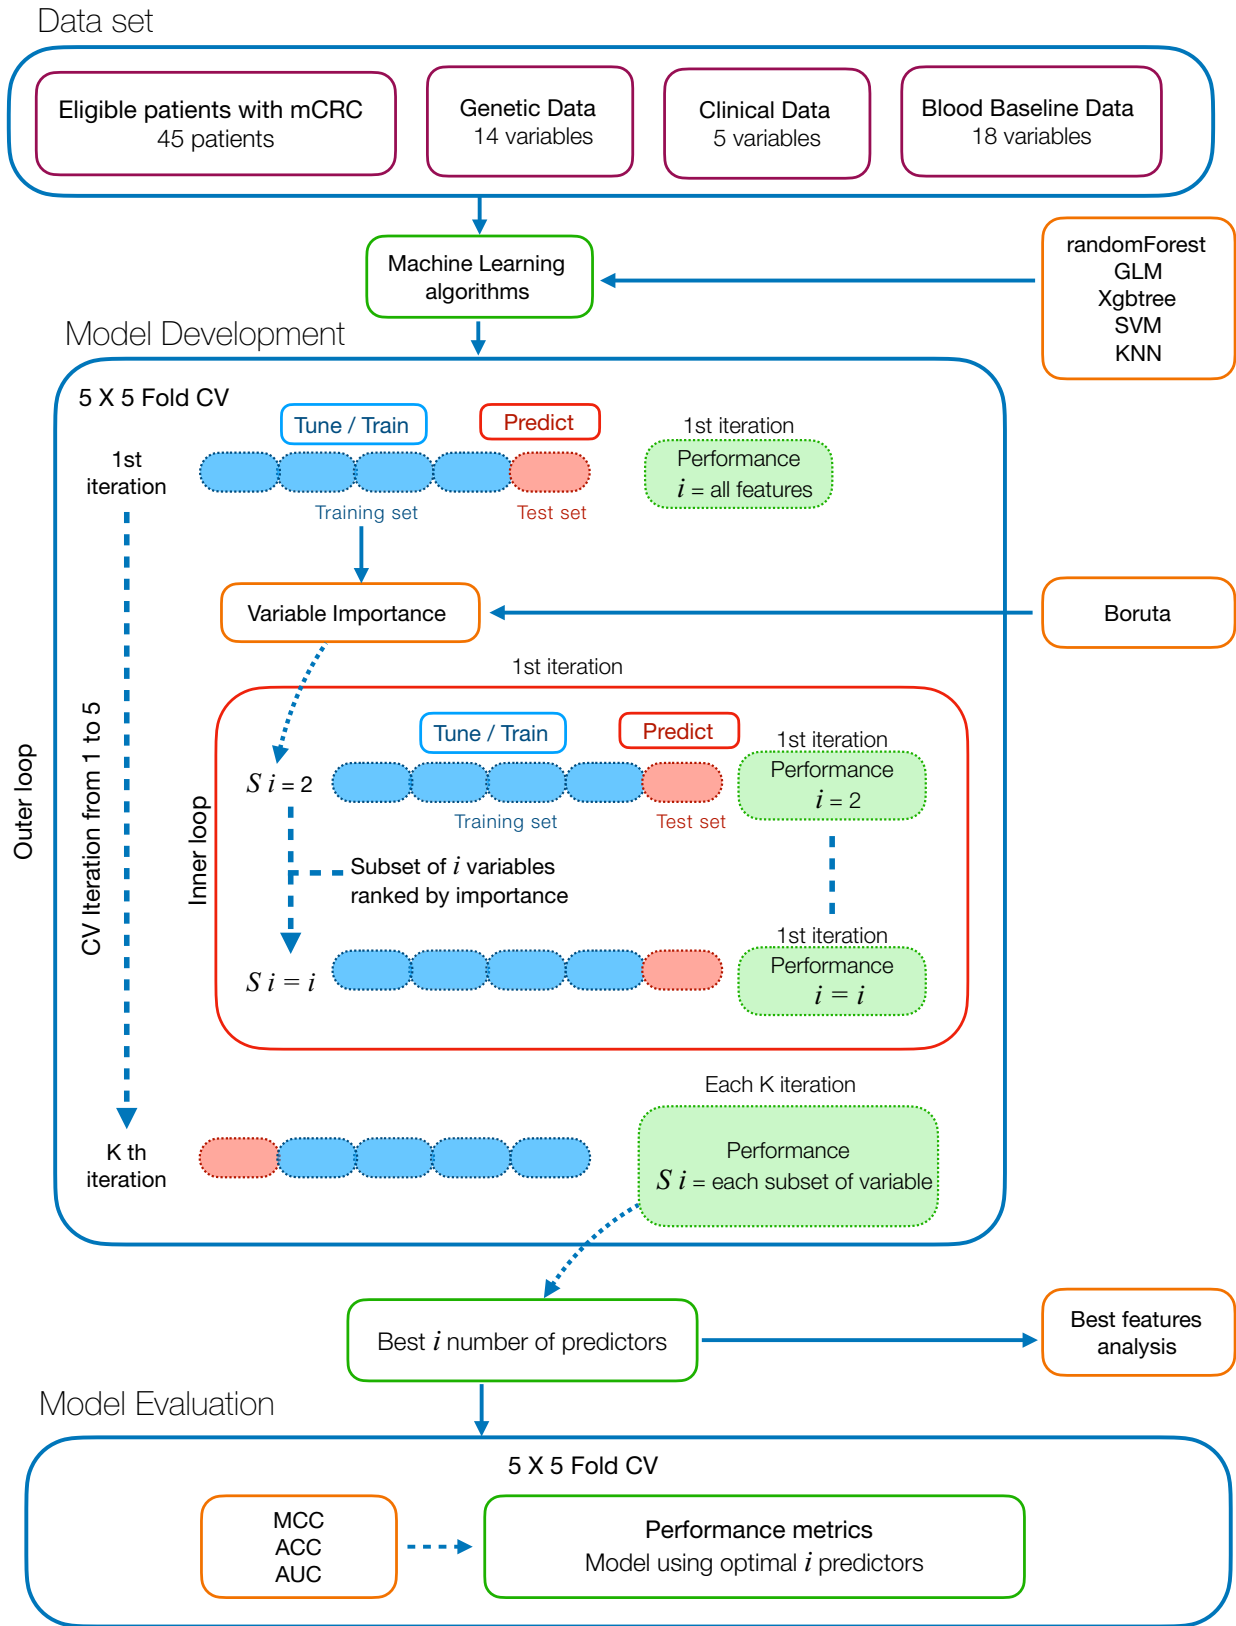 Data set
Eligible patients with mCRC
45 patients
Genetic Data
14 variables
Clinical Data
5 variables
Blood Baseline Data
18 variables
Machine Learning
algorithms
randomForest
GLM
Xgbtree
SVM
KNN
Model Development
5 X 5 Fold CV
Tune / Train
Predict
1st iteration
1st
iteration
Performance
i = all features
Training set
Test set
Variable Importance
Boruta
1st iteration
Outer loop
CV Iteration from 1 to 5
Inner loop
Tune / Train
Predict
1st iteration
S i = 2
Performance
i = 2
Training set
Test set
Subset of i variables
ranked by importance
1st iteration
S i = i
Performance
i = i
Each K iteration
K th
iteration
Performance
S i = each subset of variable
Best i number of predictors
Best features
analysis
Model Evaluation
5 X 5 Fold CV
MCC
ACC
AUC
Performance metrics
Model using optimal i predictors